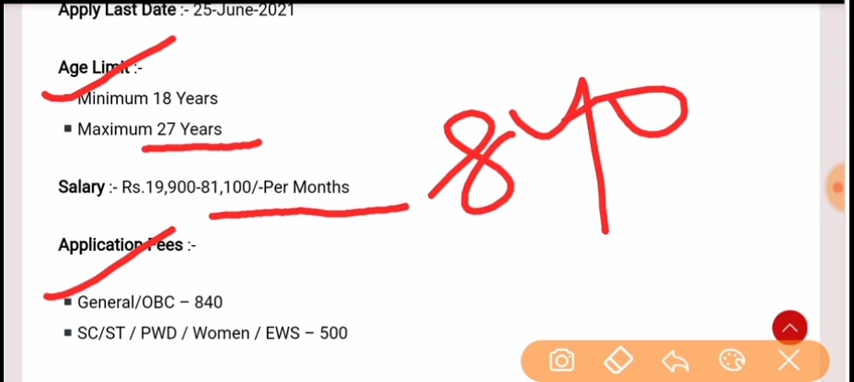 Apply Last Date :- 25-June-2021
Age Limit :-
Minimum 18 Years
Maximum 27 Years
Salary :- Rs.19,900-81,100/-Per Months
840
Application Fees :-
General/OBC – 840
SC/ST / PWD / Women / EWS – 500